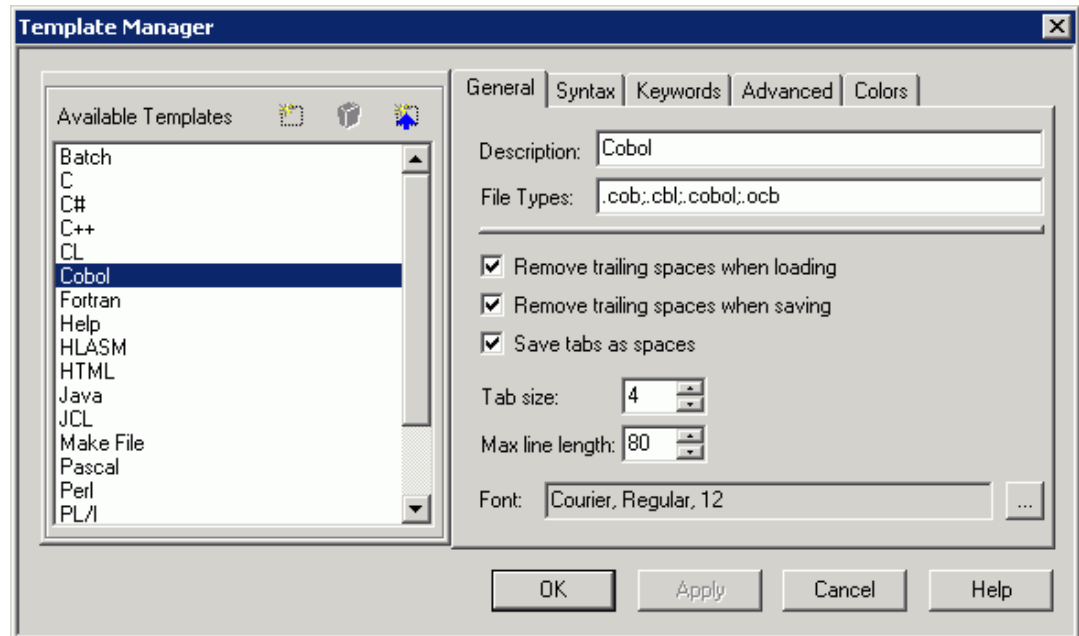 Template Manager
Available Templates
Batch
C
C#
C++
CL
Cobol
Fortran
Help
HLASM
HTML
Java
JCL
Make File
Pascal
Perl
PL/I
General Syntax Keywords Advanced Colors
Description: Cobol
File Types: .cob;.cbl;.cobol;.ocb
Remove trailing spaces when loading
Remove trailing spaces when saving
Save tabs as spaces
Tab size: 4
Max line length: 80
Font: Courier, Regular, 12 ...
OK Apply Cancel Help